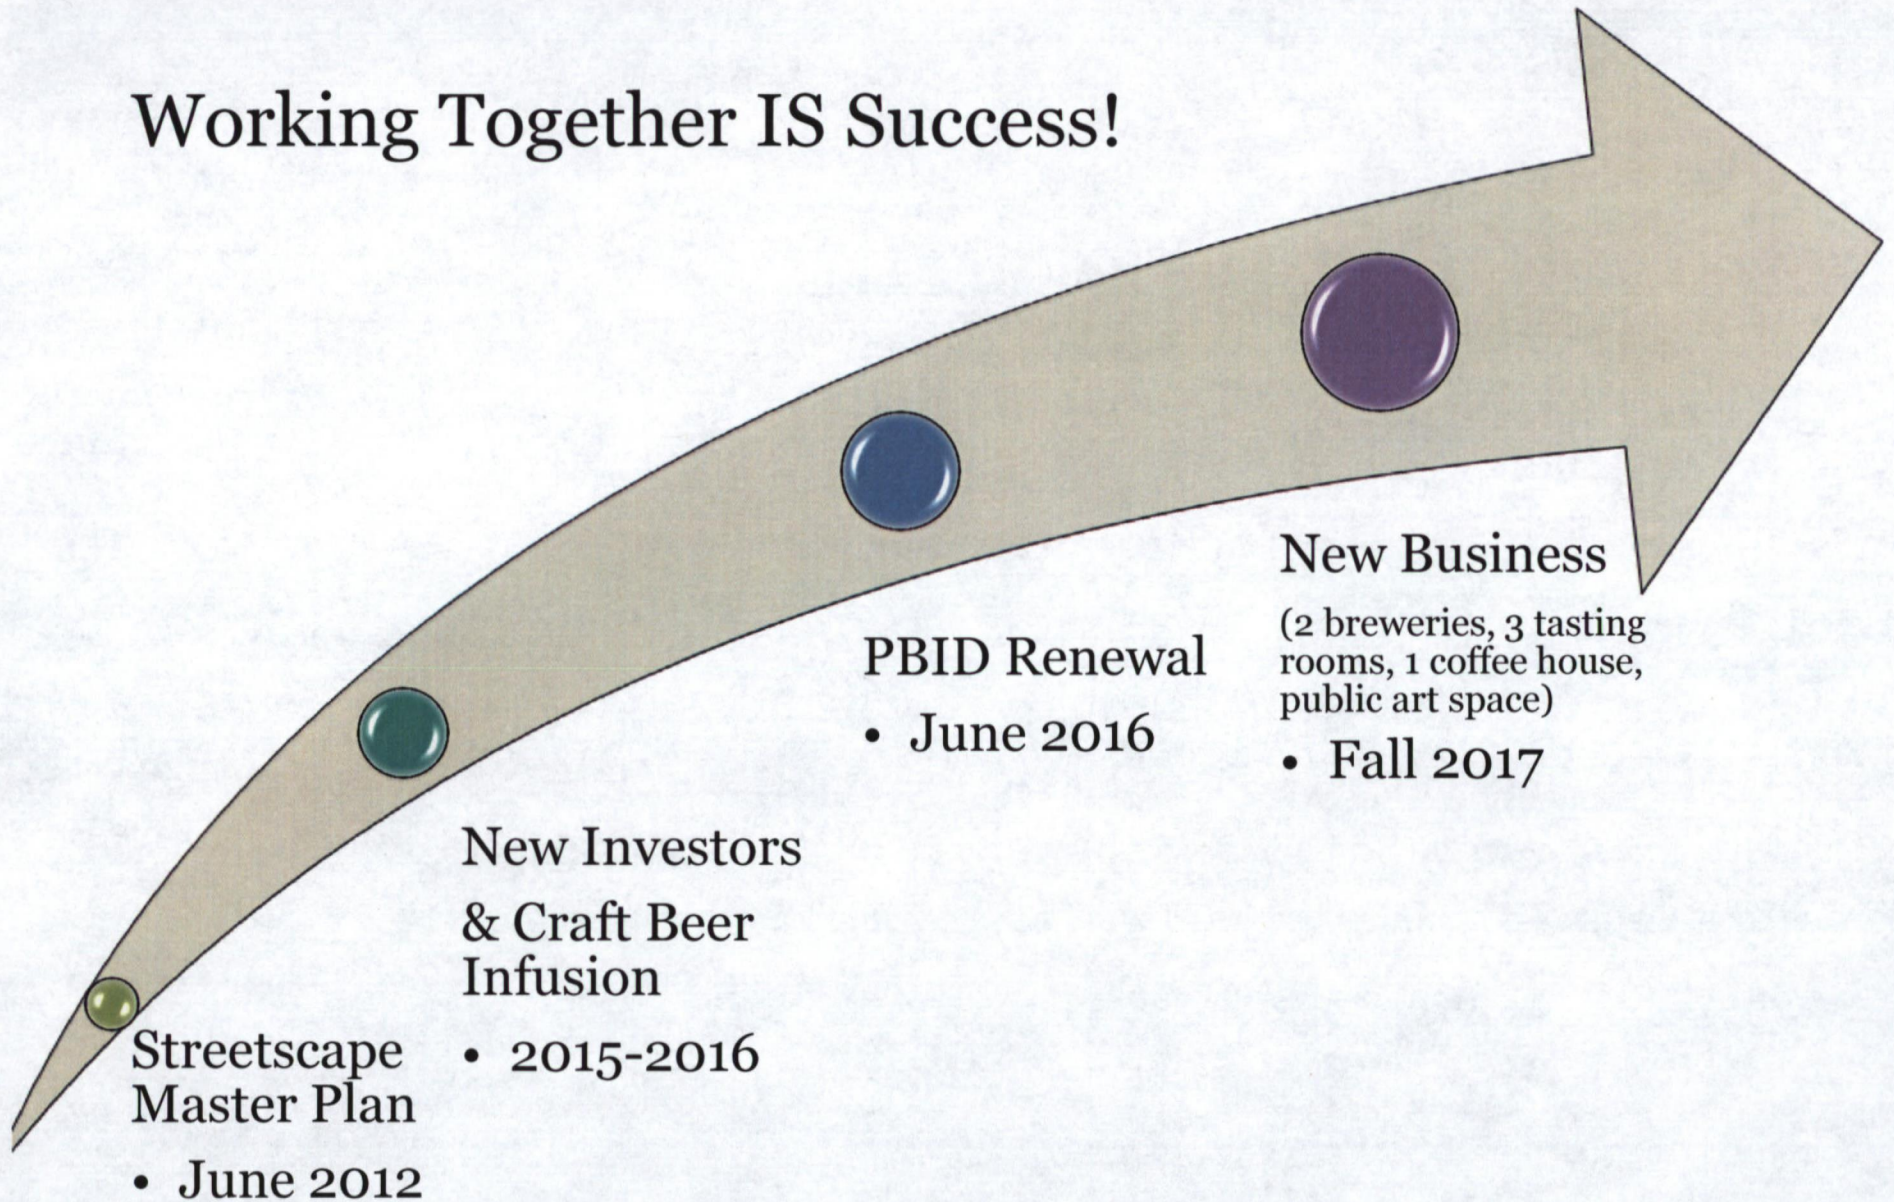 Working Together IS Success!
Streetscape
Master Plan
• June 2012
New Investors
& Craft Beer
Infusion
• 2015-2016
PBID Renewal
• June 2016
New Business
(2 breweries, 3 tasting
rooms, 1 coffee house,
public art space)
• Fall 2017